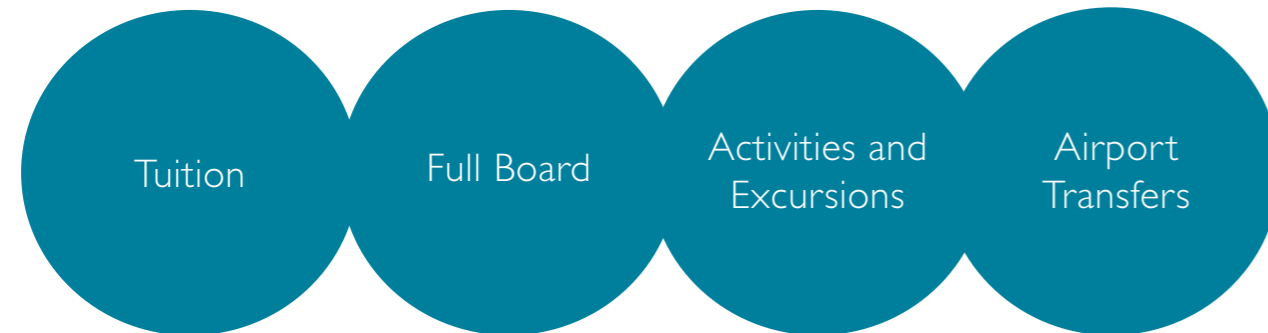 Tuition
Full Board
Activities and
Excursions
Airport
Transfers